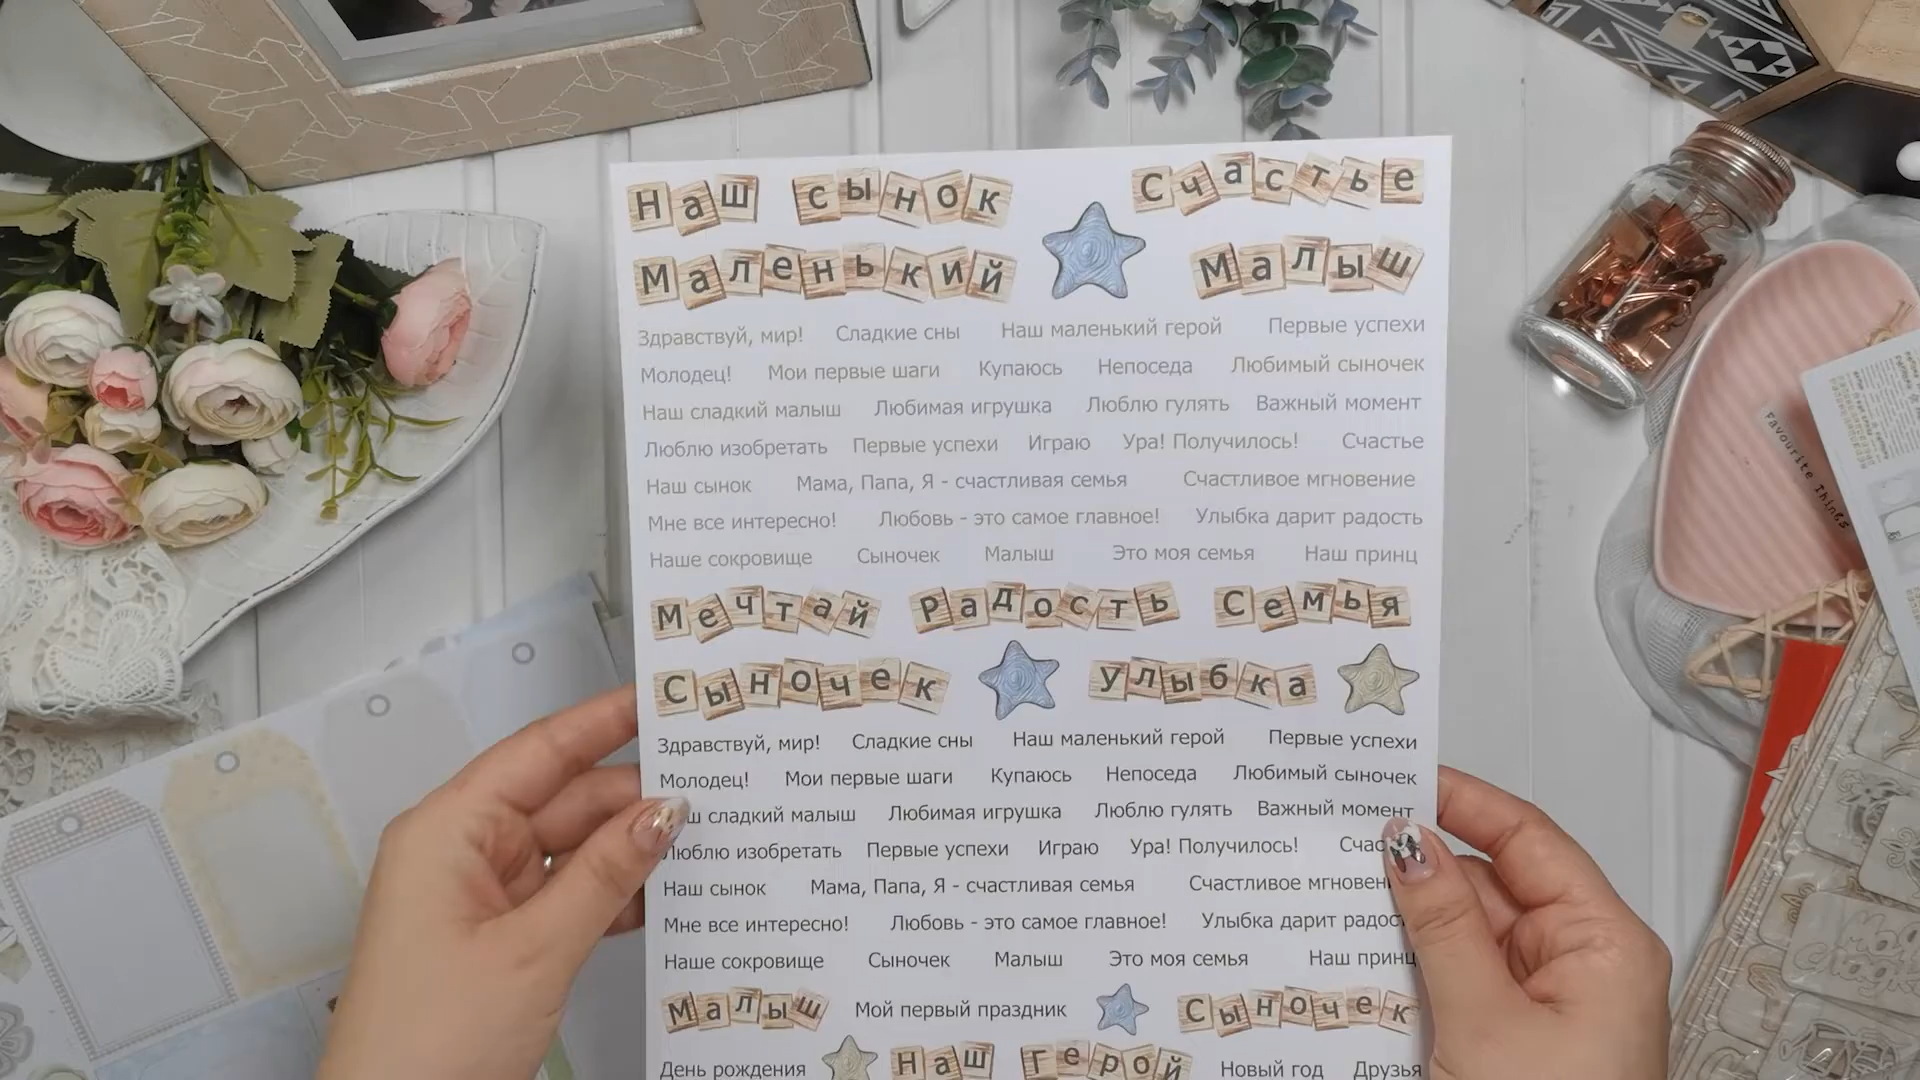 Наш сынок Счастье
Маленький Малыш
Здравствуй, мир! Сладкие сны Наш маленький герой Первые успехи
Молодец! Мои первые шаги Купаюсь Непоседа Любимый сыночек
Наш сладкий малыш Любимая игрушка Люблю гулять Важный момент
Люблю изобретать Первые успехи Играю Ура! Получилось! Счастье
Наш сынок Мама, Папа, Я - счастливая семья Счастливое мгновение
Мне все интересно! Любовь - это самое главное! Улыбка дарит радость
Наше сокровище Сыночек Малыш Это моя семья Наш принц
Мечтай Радость Семья
Сыночек Улыбка
Здравствуй, мир! Сладкие сны Наш маленький герой Первые успехи
Молодец! Мои первые шаги Купаюсь Непоседа Любимый сыночек
сладкий малыш Любимая игрушка Люблю гулять Важный момент
Люблю изобретать Первые успехи Играю Ура! Получилось!
Наш сынок Мама, Папа, Я - счастливая семья Счастливое
Мне все интересно! Любовь - это самое главное! Улыбка дарит
Наше сокровище Сыночек Малыш Это моя семья Наш принц
Малыш Мой первый праздник Сыночек
День рождения Наш герой Новый год Друзья
Favourite Things